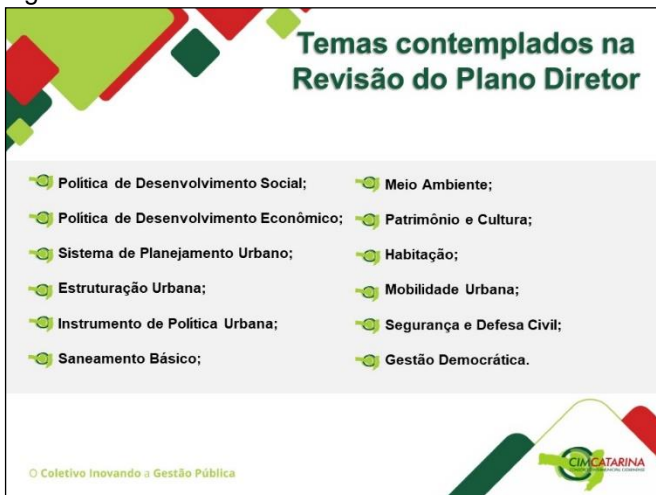 Temas contemplados na
Revisão do Plano Diretor
Política de Desenvolvimento Social;
Política de Desenvolvimento Econômico;
Sistema de Planejamento Urbano;
Estruturação Urbana;
Instrumento de Política Urbana;
Saneamento Básico;
Meio Ambiente;
Patrimônio e Cultura;
Habitação;
Mobilidade Urbana;
Segurança e Defesa Civil;
Gestão Democrática.
O Coletivo Inovando a Gestão Pública
CIMCATARINA